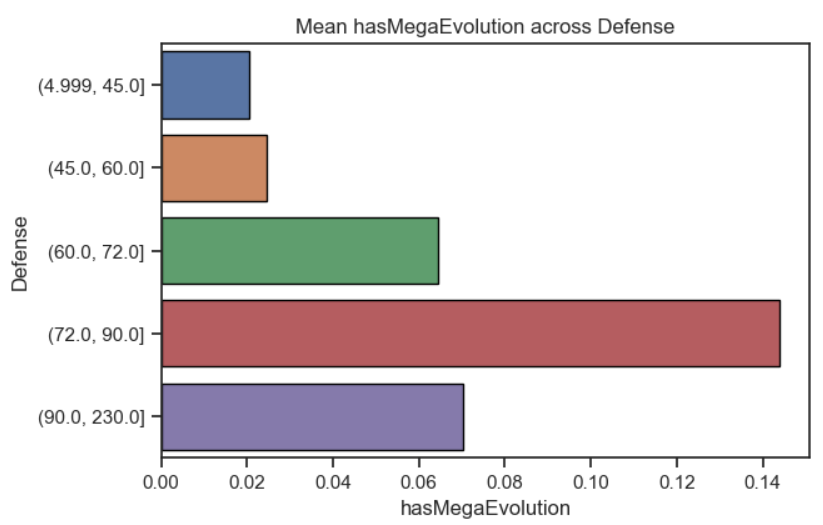 Mean hasMegaEvolution across Defense
(4.999, 45.0]
(45.0, 60.0]
(60.0, 72.0]
(72.0, 90.0]
(90.0, 230.0]
Defense
0.00 0.02 0.04 0.06 0.08 0.10 0.12 0.14
hasMegaEvolution